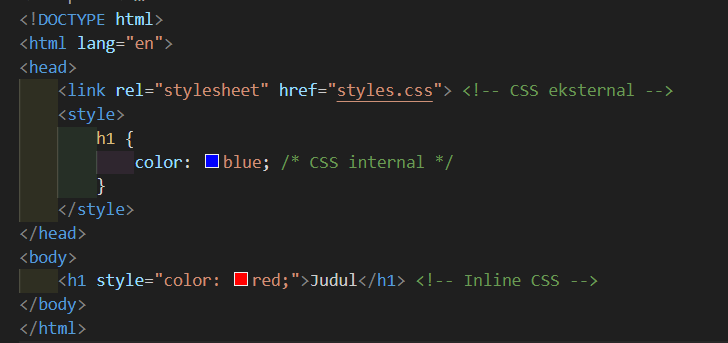 <!DOCTYPE html>
<html lang="en">
<head>
    <link rel="stylesheet" href="styles.css"> <!-- CSS eksternal -->
    <style>
        h1 {
            color: blue; /* CSS internal */
        }
    </style>
</head>
<body>
    <h1 style="color: red;">Judul</h1> <!-- Inline CSS -->
</body>
</html>